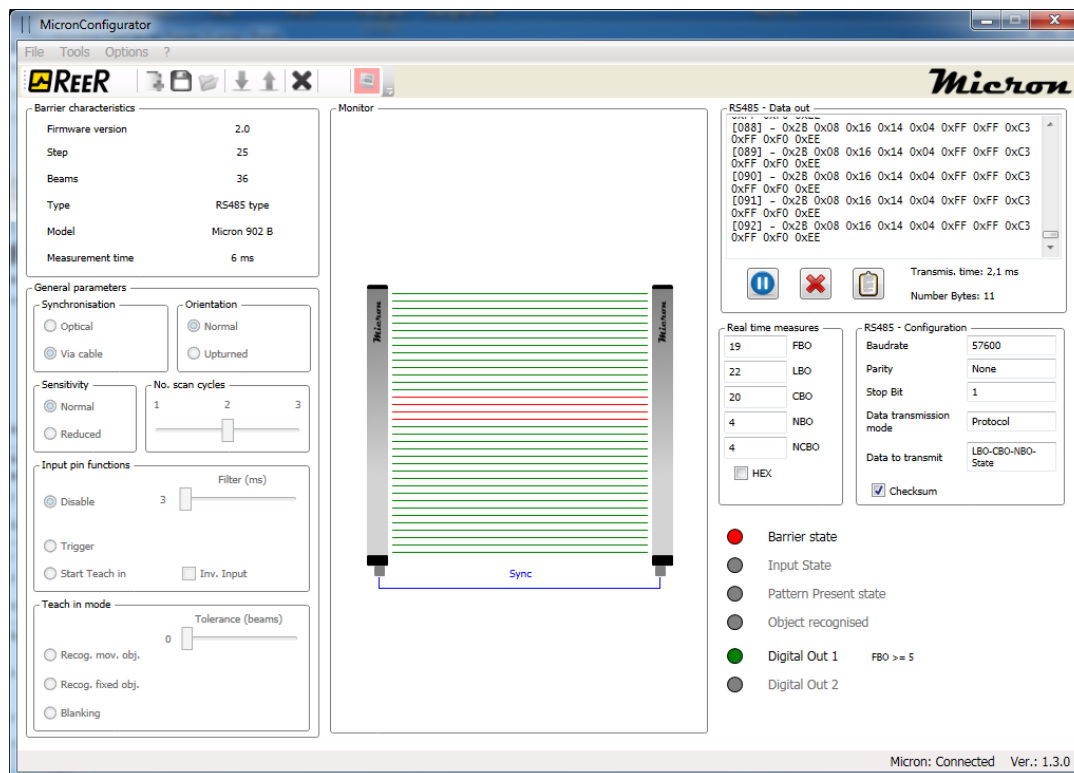 MicronConfigurator
File Tools Options ?
REER
Micron
Barrier characteristics
Firmware version 2.0
Step 25
Beams 36
Type RS485 type
Model Micron 902 B
Measurement time 6 ms
General parameters
Synchronisation
Optical
Via cable
Orientation
Normal
Upturned
Sensitivity
Normal
Reduced
No. scan cycles
1 2 3
Input pin functions
Filter (ms)
Disable 3
Trigger
Start Teach in Inv. Input
Teach in mode
Tolerance (beams)
0
Recog. mov. obj.
Recog. fixed obj.
Blanking
Monitor
Micron
Micron
Sync
RS485 - Data out
0xFF 0xF0 0xEE
[088] - 0x2B 0x08 0x16 0x14 0x04 0xFF 0xFF 0xC3
0xFF 0xF0 0xEE
[089] - 0x2B 0x08 0x16 0x14 0x04 0xFF 0xFF 0xC3
0xFF 0xF0 0xEE
[090] - 0x2B 0x08 0x16 0x14 0x04 0xFF 0xFF 0xC3
0xFF 0xF0 0xEE
[091] - 0x2B 0x08 0x16 0x14 0x04 0xFF 0xFF 0xC3
0xFF 0xF0 0xEE
[092] - 0x2B 0x08 0x16 0x14 0x04 0xFF 0xFF 0xC3
0xFF 0xF0 0xEE
Transmis. time: 2,1 ms
Number Bytes: 11
Real time measures
19 FBO
22 LBO
20 CBO
4 NBO
4 NCBO
HEX
RS485 - Configuration
Baudrate 57600
Parity None
Stop Bit 1
Data transmission
mode Protocol
Data to transmit LBO-CBO-NBO-
State
Checksum
Barrier state
Input State
Pattern Present state
Object recognised
Digital Out 1 FBO >= 5
Digital Out 2
Micron: Connected Ver.: 1.3.0